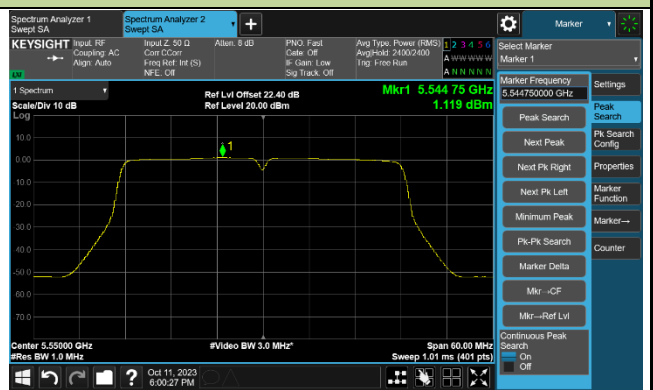 Spectrum Analyzer 1
Swept SA
Spectrum Analyzer 2
Swept SA
Marker
KEYSIGHT
Input: RF
Coupling: AC
Align: Auto
Input Z: 50 Ω
Corr CCorr
Freq Ref: Int (S)
NFE: Off
Atten: 8 dB
PNO: Fast
Gate: Off
IF Gain: Low
Sig Track: Off
Avg Type: Power (RMS)
Avg|Hold: 2400/2400
Trig: Free Run
1 2 3 4 5 6
A W W W W W
A N N N N N
LXI
Select Marker
Marker 1
1 Spectrum
Scale/Div 10 dB
Log
Ref Lvl Offset 22.40 dB
Ref Level 20.00 dBm
Mkr1 5.544 75 GHz
1.119 dBm
10.0
0.00
10.0
20.0
30.0
40.0
-50.0
60.0
70.0
1
Center 5.55000 GHz
#Res BW 1.0 MHz
#Video BW 3.0 MHz*
Span 60.00 MHz
Sweep 1.01 ms (401 pts)
Marker Frequency
5.544750000 GHz
Peak Search
Next Peak
Next Pk Right
Next Pk Left
Minimum Peak
Pk-Pk Search
Marker Delta
Mkr→CF
Mkr→Ref Lvl
Continuous Peak
Search
On
Off
Settings
Peak
Search
Pk Search
Config
Properties
Marker
Function
Marker→
Counter
?
Oct 11, 2023
6:00:27 PM